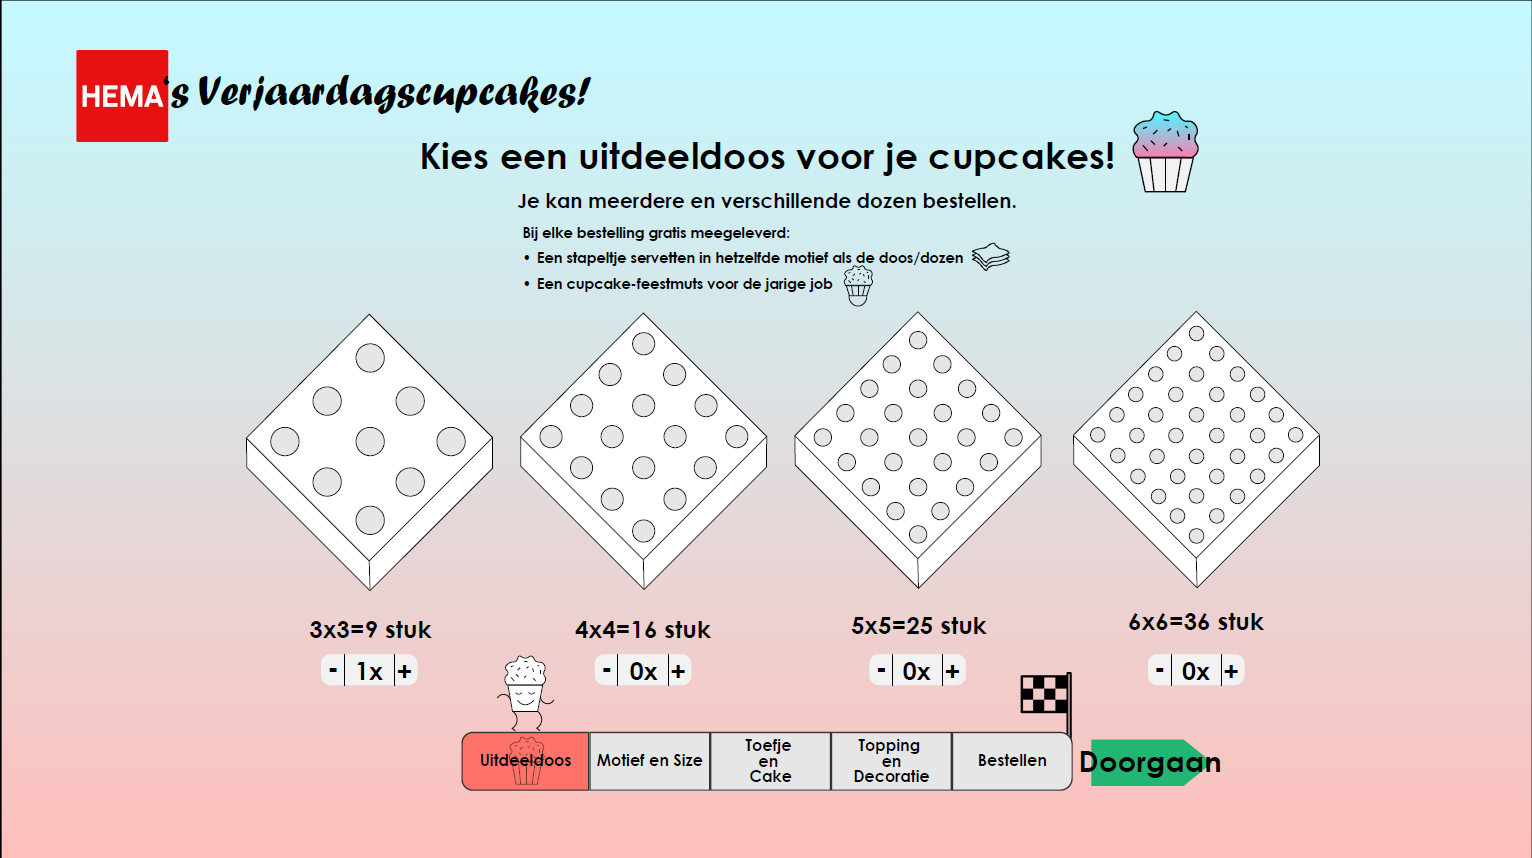 HEMA's Verjaardagscupcakes!
Kies een uitdeeldoos voor je cupcakes!
Je kan meerdere en verschillende dozen bestellen.
Bij elke bestelling gratis meegeleverd:
• Een stapeltje servetten in hetzelfde motief als de doos/dozen
• Een cupcake-feestmuts voor de jarige job
3x3=9 stuk
4x4=16 stuk
5x5=25 stuk
6x6=36 stuk
- 1x +
- 0x +
- 0x +
- 0x +
Uitdeeldoos
Motief en Size
Toefje
en
Cake
Topping
en
Decoratie
Bestellen
Doorgaan